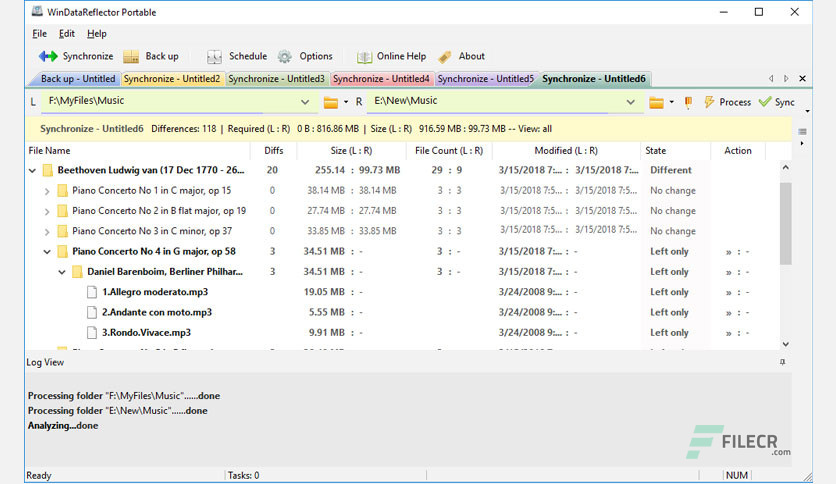 WinDataReflector Portable
File Edit Help
Synchronize Back up Schedule Options Online Help About
Back up - Untitled Synchronize - Untitled2 Synchronize - Untitled3 Synchronize - Untitled4 Synchronize - Untitled5 Synchronize - Untitled6
L F:\MyFiles\Music R E:\New\Music Process Sync
Synchronize - Untitled6 Differences: 118 | Required (L : R) 0 B : 816.86 MB | Size (L : R) 916.59 MB : 99.73 MB -- View: all
File Name Diffs Size (L : R) File Count (L : R) Modified (L : R) State Action
Beethoven Ludwig van (17 Dec 1770 - 26... 20 255.14 : 99.73 MB 29 : 9 3/15/2018 7:... : 3/15/2018 7:... Different
Piano Concerto No 1 in C major, op 15 0 38.14 MB : 38.14 MB 3 : 3 3/15/2018 7:5... : 3/15/2018 7:5... No change
Piano Concerto No 2 in B flat major, op 19 0 27.74 MB : 27.74 MB 3 : 3 3/15/2018 7:5... : 3/15/2018 7:5... No change
Piano Concerto No 3 in C minor, op 37 0 33.85 MB : 33.85 MB 3 : 3 3/15/2018 7:5... : 3/15/2018 7:5... No change
Piano Concerto No 4 in G major, op 58 3 34.51 MB : - 3 : - 3/15/2018 7:... : - Left only » : -
Daniel Barenboim, Berliner Philhar... 3 34.51 MB : - 3 : - 3/15/2018 7:... : - Left only » : -
1.Allegro moderato.mp3 19.05 MB : - 3/24/2008 9:... : - Left only » : -
2.Andante con moto.mp3 5.55 MB : - 3/24/2008 9:... : - Left only » : -
3.Rondo.Vivace.mp3 9.91 MB : - 3/24/2008 9:... : - Left only » : -
Log View
Processing folder "F:\MyFiles\Music"......done
Processing folder "E:\New\Music"......done
Analyzing...done
FILECR
.com
Ready Tasks: 0 NUM